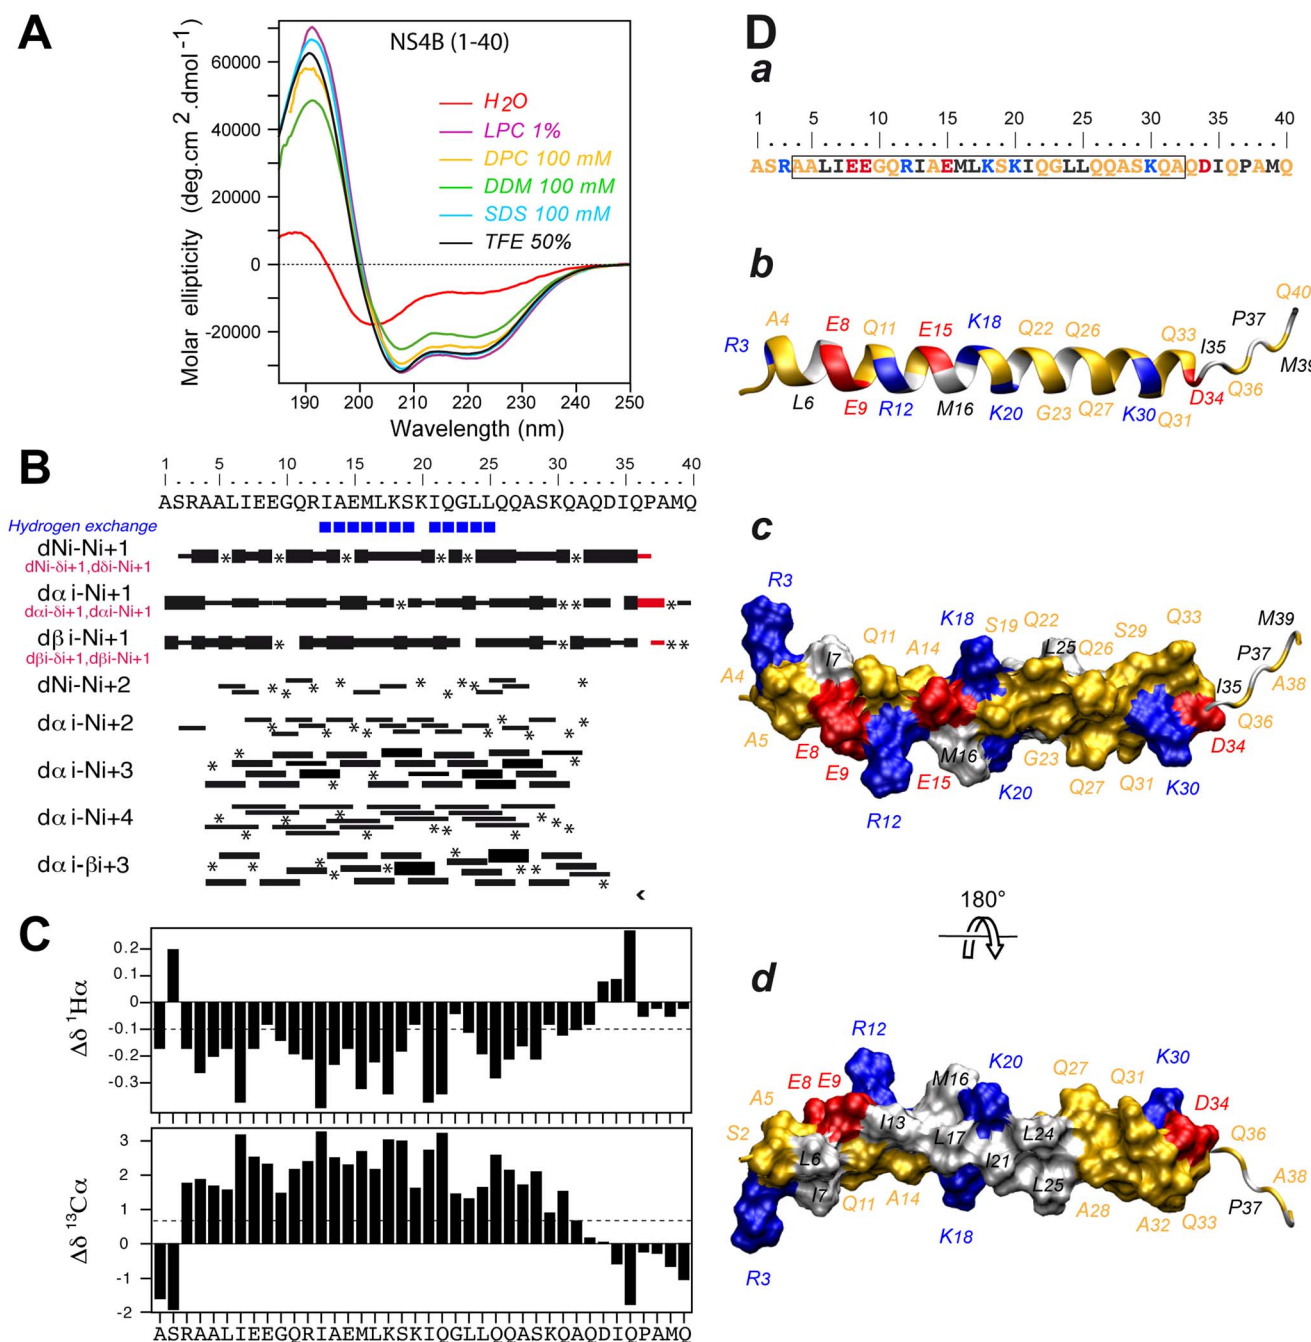 A
NS4B (1-40)
H2O
LPC 1%
DPC 100 mM
DDM 100 mM
SDS 100 mM
TFE 50%
60000
40000
20000
0
-20000
Molar ellipticity (deg.cm2.dmol-1)
190 200 210 220 230 240 250
Wavelength (nm)
B
1 5 10 15 20 25 30 35 40
ASRAALIEEGQRIAEMLKSKIQGLLQQASKQAQDIQPAMQ
Hydrogen exchange
dNi-Ni+1
dNi-δi+1,dδi-Ni+1
dαi-Ni+1
dαi-δi+1,dαi-Ni+1
dβi-Ni+1
dβi-δi+1,dβi-Ni+1
dNi-Ni+2
dαi-Ni+2
dαi-Ni+3
dαi-Ni+4
dαi-βi+3
C
0.2
0.1
0
-0.1
-0.2
-0.3
Δδ 1Hα
3
2
1
0
-1
-2
Δδ 13Cα
ASRAALIEEGQRIAEMLKSKIQGLLQQASKQAQDIQPAMQ
D
a
1 5 10 15 20 25 30 35 40
ASRAALIEEGQRIAEMLKSKIQGLLQQASKQAQDIQPAMQ
b
R3 A4 E8 Q11 E15 K18 Q22 Q26 Q33 I35 P37 Q40
L6 E9 R12 M16 K20 G23 Q27 K30 Q31 D34 Q36 M39
c
R3 I7 Q11 A14 K18 S19 Q22 L25 Q26 S29 Q33 I35 P37 M39
A4 A5 E8 E9 R12 E15 M16 K20 G23 Q27 Q31 K30 D34 Q36 A38
180°
d
S2 A5 E8 E9 R12 I13 M16 L17 K20 I21 L24 Q27 Q31 K30 D34 Q36 A38
R3 L6 I7 Q11 A14 K18 L25 A28 A32 Q33 P37